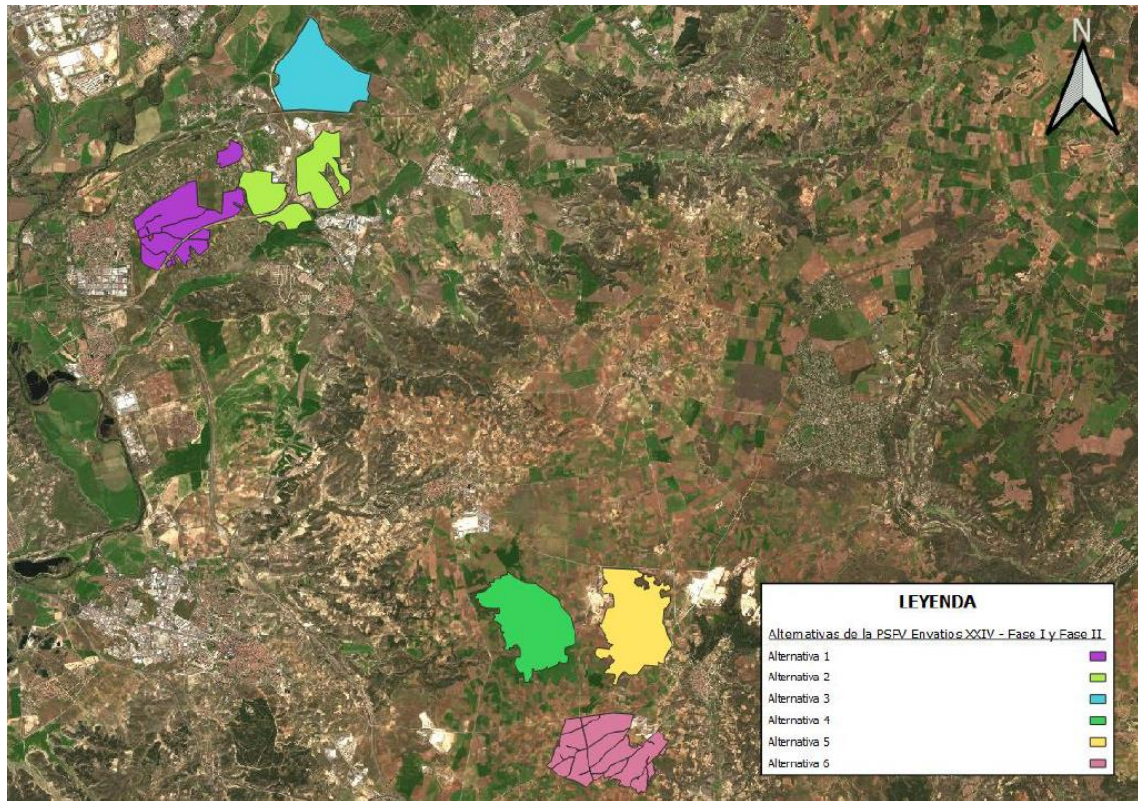 N
LEYENDA
Alternativas de la PSFV Envatios XXIV - Fase I y Fase II
Alternativa 1
Alternativa 2
Alternativa 3
Alternativa 4
Alternativa 5
Alternativa 6